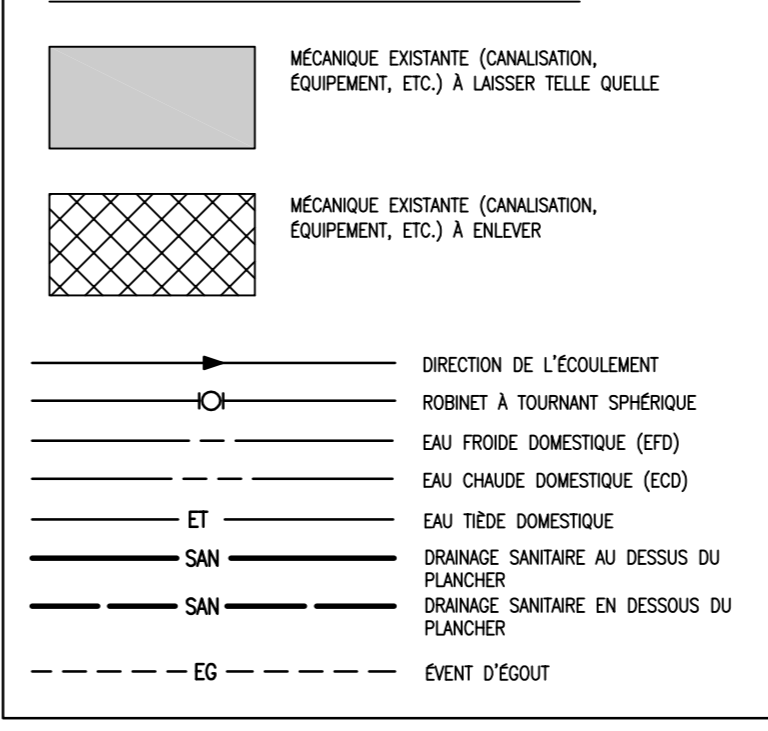 MÉCANIQUE EXISTANTE (CANALISATION,
ÉQUIPEMENT, ETC.) À LAISSER TELLE QUELLE
MÉCANIQUE EXISTANTE (CANALISATION,
ÉQUIPEMENT, ETC.) À ENLEVER
DIRECTION DE L'ÉCOULEMENT
ROBINET À TOURNANT SPHÉRIQUE
EAU FROIDE DOMESTIQUE (EFD)
EAU CHAUDE DOMESTIQUE (ECD)
ET EAU TIÈDE DOMESTIQUE
SAN DRAINAGE SANITAIRE AU DESSUS DU
PLANCHER
SAN DRAINAGE SANITAIRE EN DESSOUS DU
PLANCHER
EG ÉVENT D'ÉGOUT